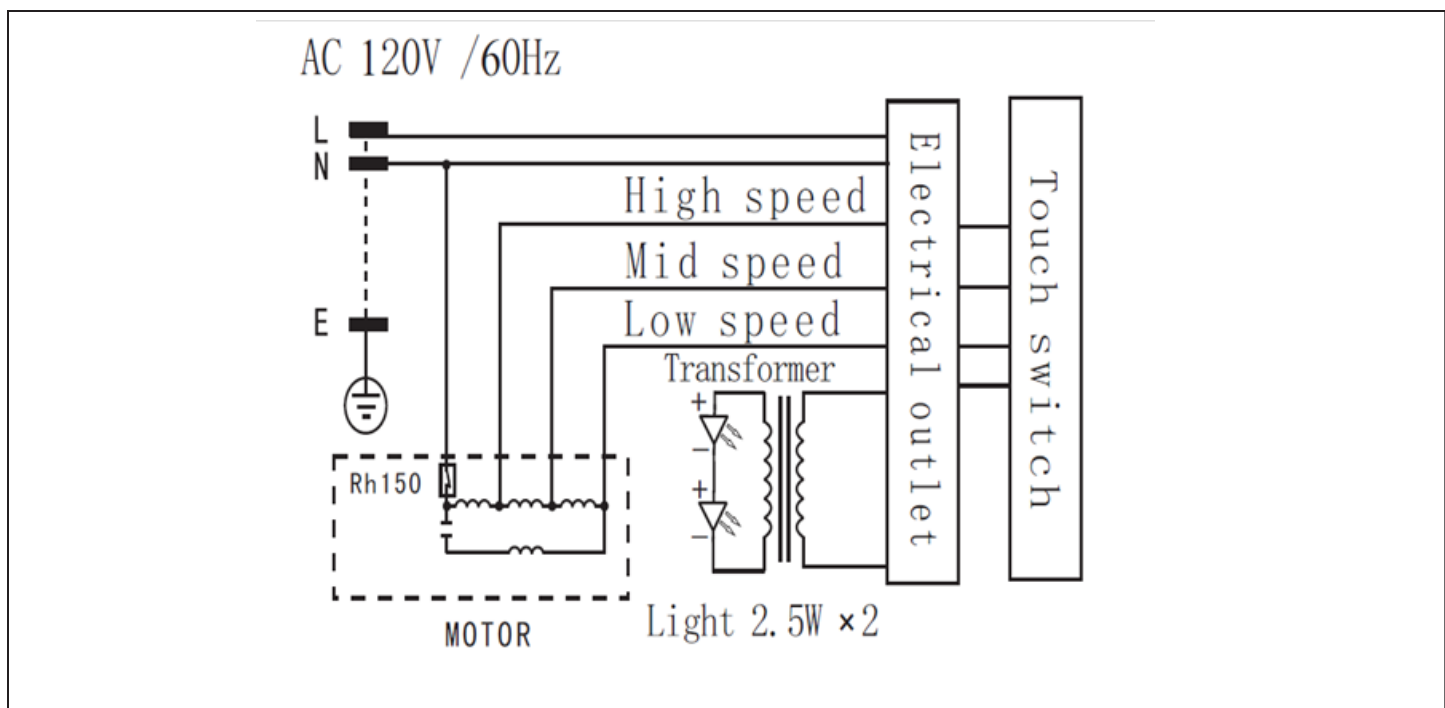 AC 120V /60Hz
L
N
E
High speed
Mid speed
Low speed
Transformer
+
-
+
-
Rh150
MOTOR
Light 2.5W ×2
Electrical outlet
Touch switch